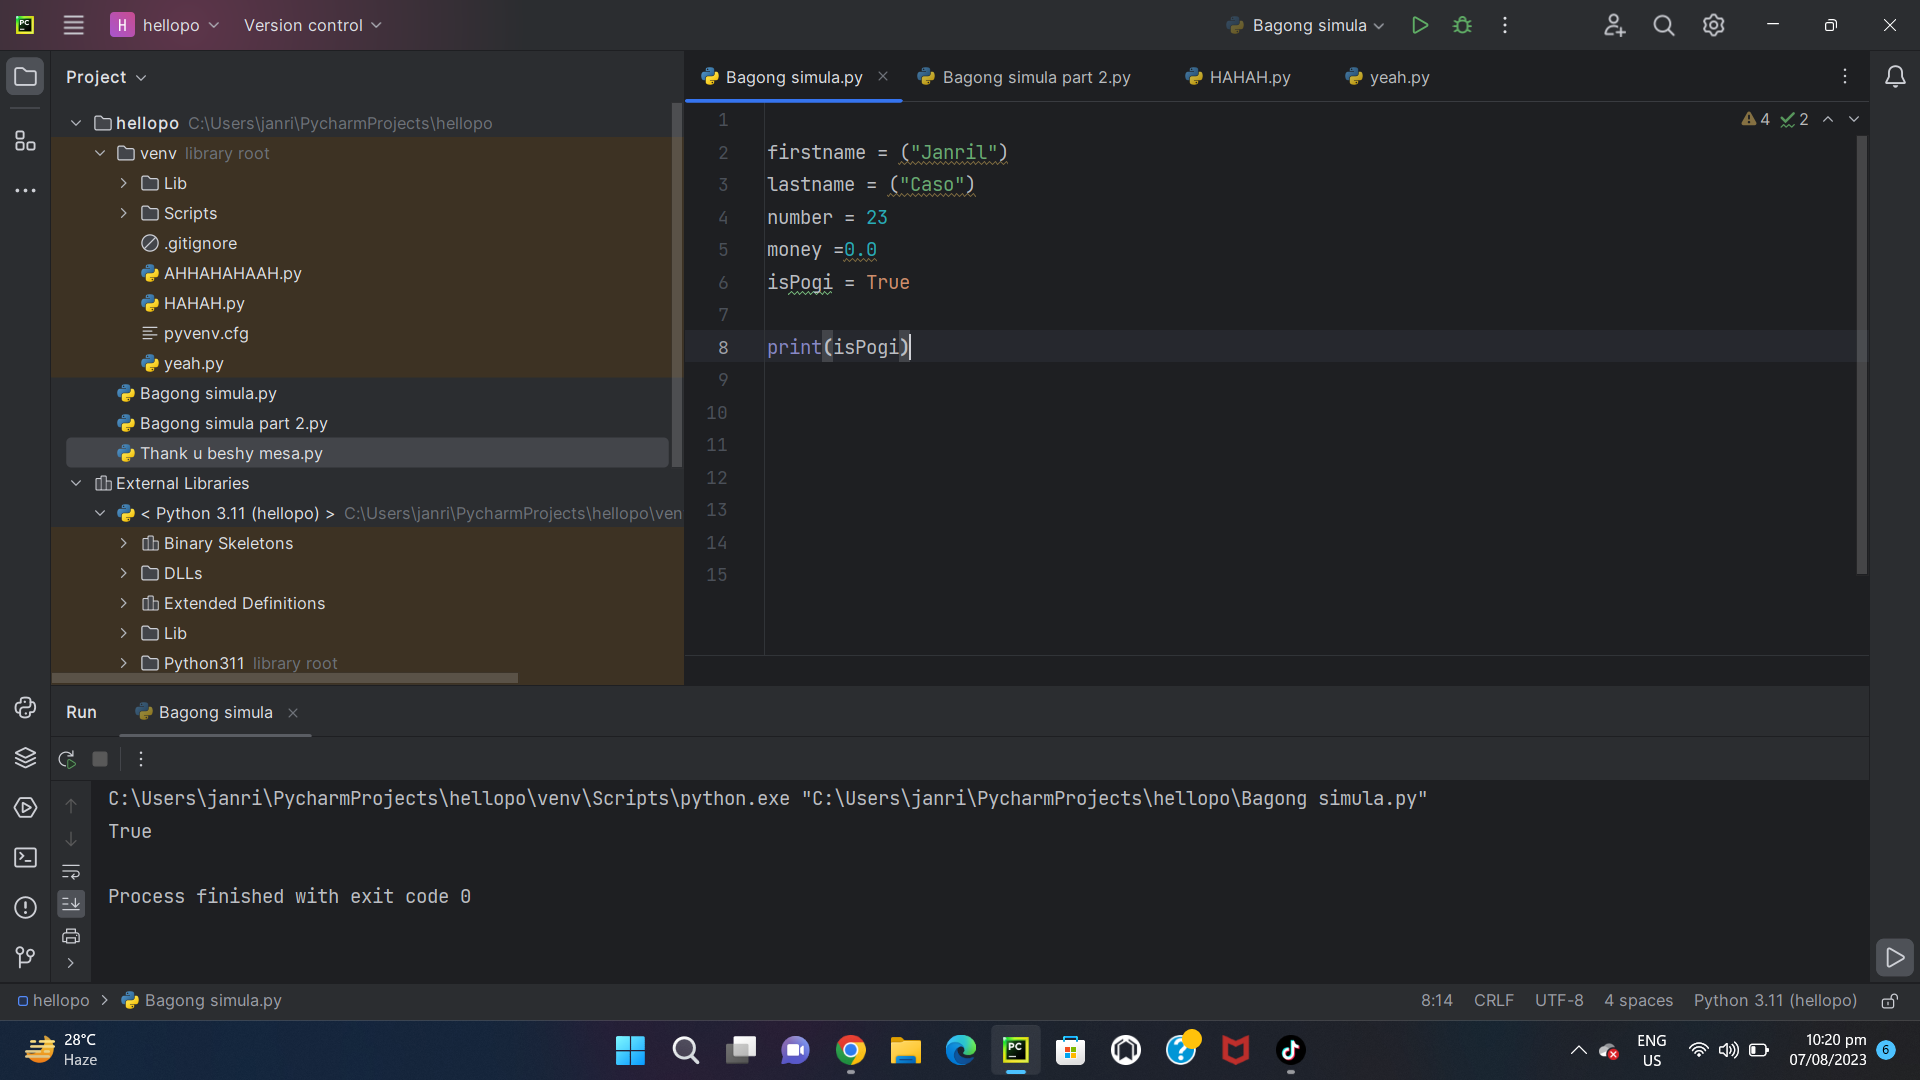 PC
H hellopo
Version control
Bagong simula
Project
hellopo C:\Users\janri\PycharmProjects\hellopo
venv library root
Lib
Scripts
.gitignore
AHHAHAHAAH.py
HAHAH.py
pyvenv.cfg
yeah.py
Bagong simula.py
Bagong simula part 2.py
Thank u beshy mesa.py
External Libraries
< Python 3.11 (hellopo) > C:\Users\janri\PycharmProjects\hellopo\ven
Binary Skeletons
DLLs
Extended Definitions
Lib
Python311 library root
Bagong simula.py
Bagong simula part 2.py
HAHAH.py
yeah.py
4 2
1
2 firstname = ("Janril")
3 lastname = ("Caso")
4 number = 23
5 money =0.0
6 isPogi = True
7
8 print(isPogi)
9
10
11
12
13
14
15
Run
Bagong simula
C:\Users\janri\PycharmProjects\hellopo\venv\Scripts\python.exe "C:\Users\janri\PycharmProjects\hellopo\Bagong simula.py"
True
Process finished with exit code 0
hellopo > Bagong simula.py
8:14 CRLF UTF-8 4 spaces Python 3.11 (hellopo)
28°C
Haze
PC
ENG
US
10:20 pm
07/08/2023
6